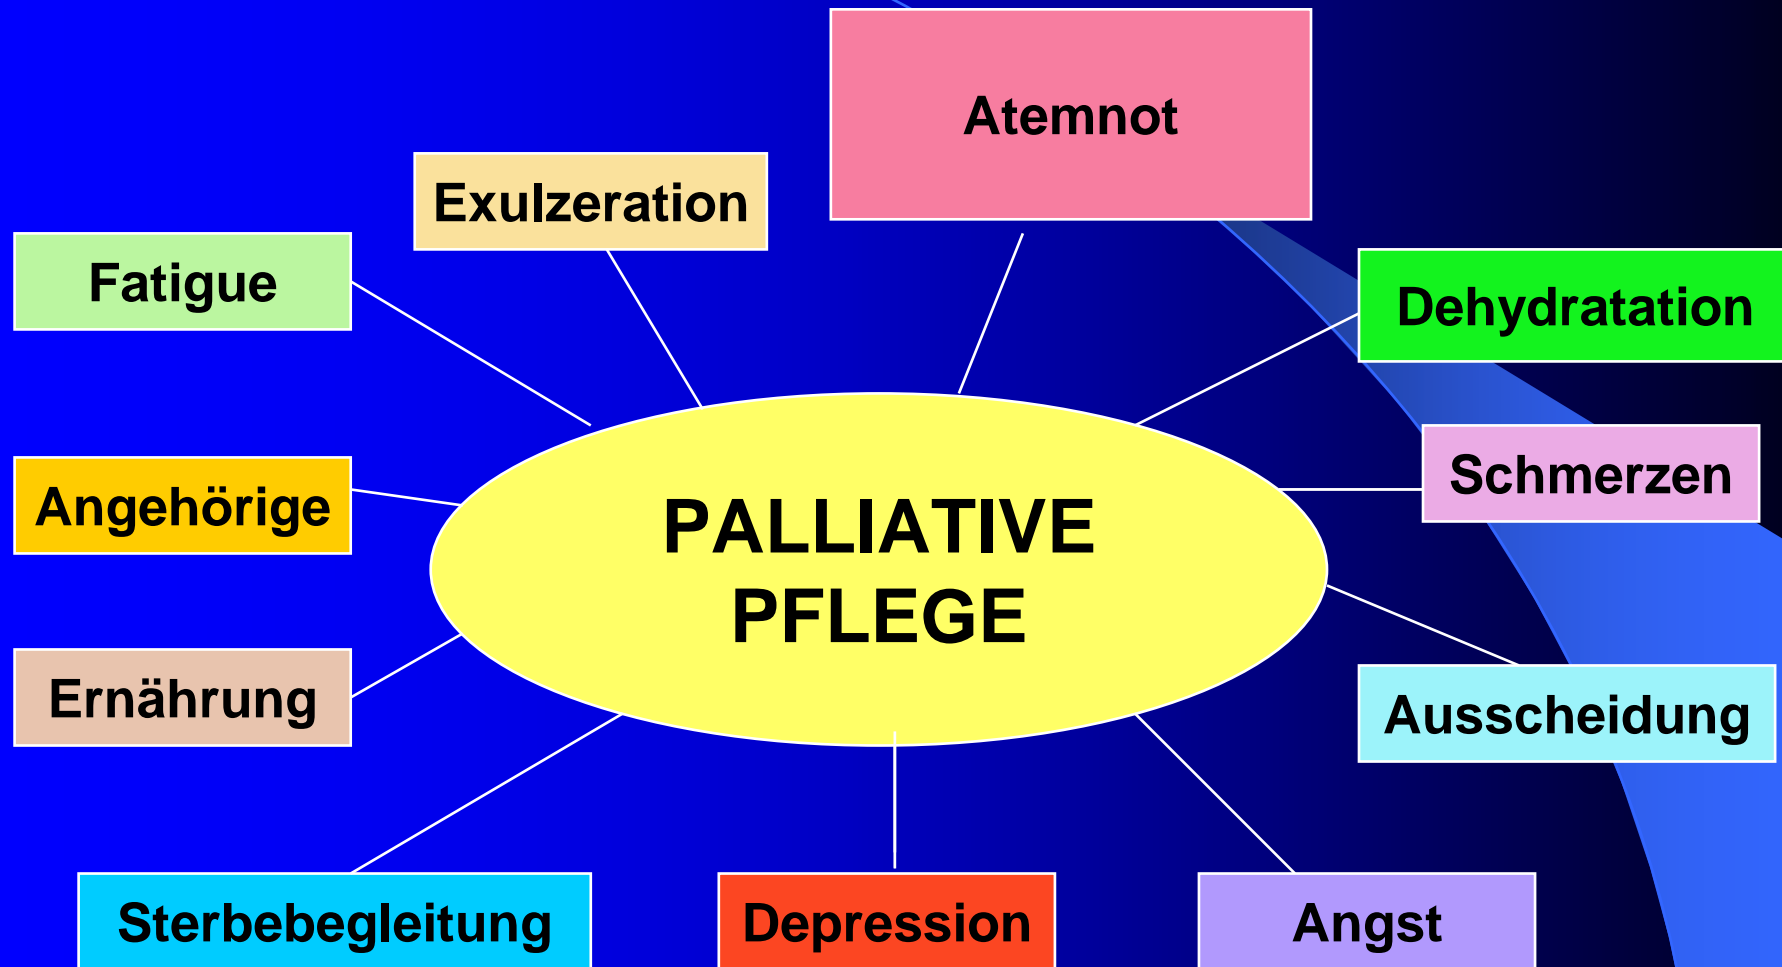 Atemnot
Exulzeration
Fatigue
Dehydratation
Schmerzen
Angehörige
PALLIATIVE
PFLEGE
Ernährung
Ausscheidung
Sterbebegleitung
Depression
Angst